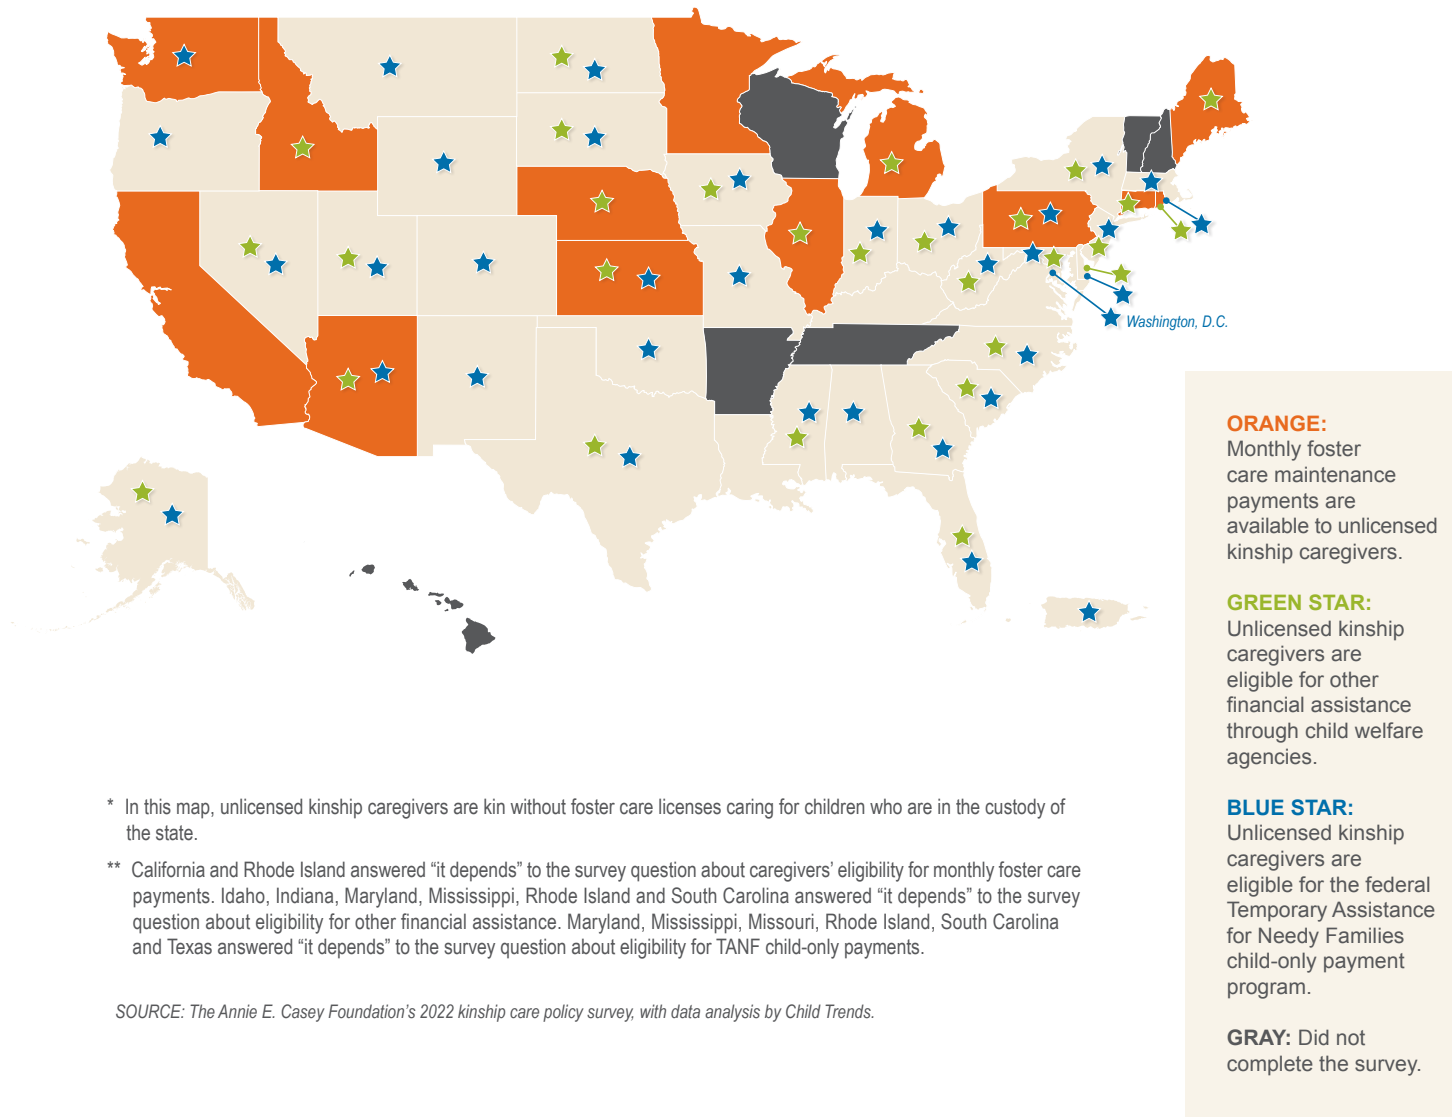 Washington, D.C.
ORANGE:
Monthly foster
care maintenance
payments are
available to unlicensed
kinship caregivers.
GREEN STAR:
Unlicensed kinship
caregivers are
eligible for other
financial assistance
through child welfare
agencies.
BLUE STAR:
Unlicensed kinship
caregivers are
eligible for the federal
Temporary Assistance
for Needy Families
child-only payment
program.
GRAY: Did not
complete the survey.
* In this map, unlicensed kinship caregivers are kin without foster care licenses caring for children who are in the custody of
the state.
** California and Rhode Island answered “it depends” to the survey question about caregivers’ eligibility for monthly foster care
payments. Idaho, Indiana, Maryland, Mississippi, Rhode Island and South Carolina answered “it depends” to the survey
question about eligibility for other financial assistance. Maryland, Mississippi, Missouri, Rhode Island, South Carolina
and Texas answered “it depends” to the survey question about eligibility for TANF child-only payments.
SOURCE: The Annie E. Casey Foundation’s 2022 kinship care policy survey, with data analysis by Child Trends.